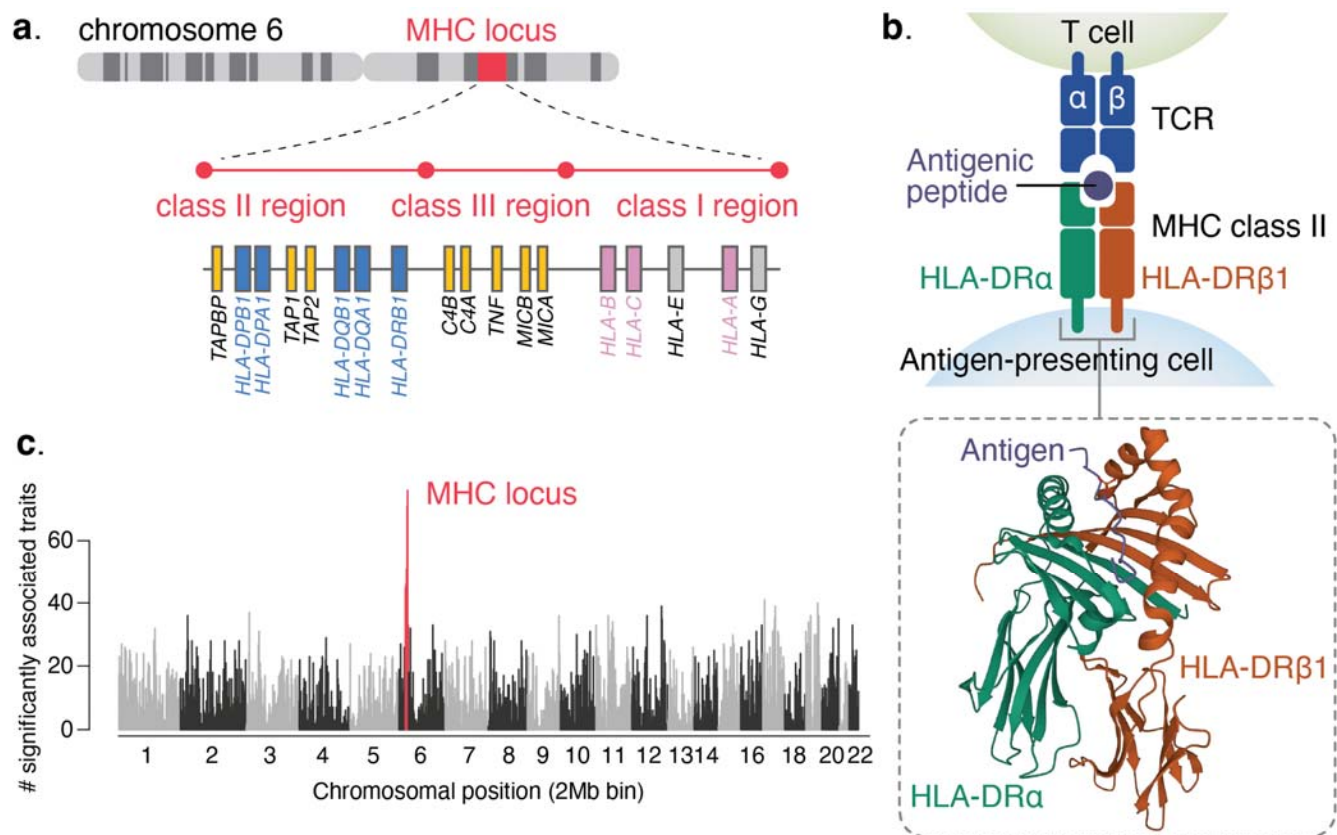 a.
chromosome 6
MHC locus
class II region
class III region
class I region
TAPBP
HLA-DPB1
HLA-DPA1
TAP1
TAP2
HLA-DQB1
HLA-DQA1
HLA-DRB1
C4B
C4A
TNF
MICB
MICA
HLA-B
HLA-C
HLA-E
HLA-A
HLA-G
b.
T cell
α
β
TCR
Antigenic
peptide
MHC class II
HLA-DRα
HLA-DRβ1
Antigen-presenting cell
Antigen
HLA-DRβ1
HLA-DRα
c.
MHC locus
# significantly associated traits
60
40
20
0
1 2 3 4 5 6 7 8 9 10 11 12 13 14 16 18 20 22
Chromosomal position (2Mb bin)